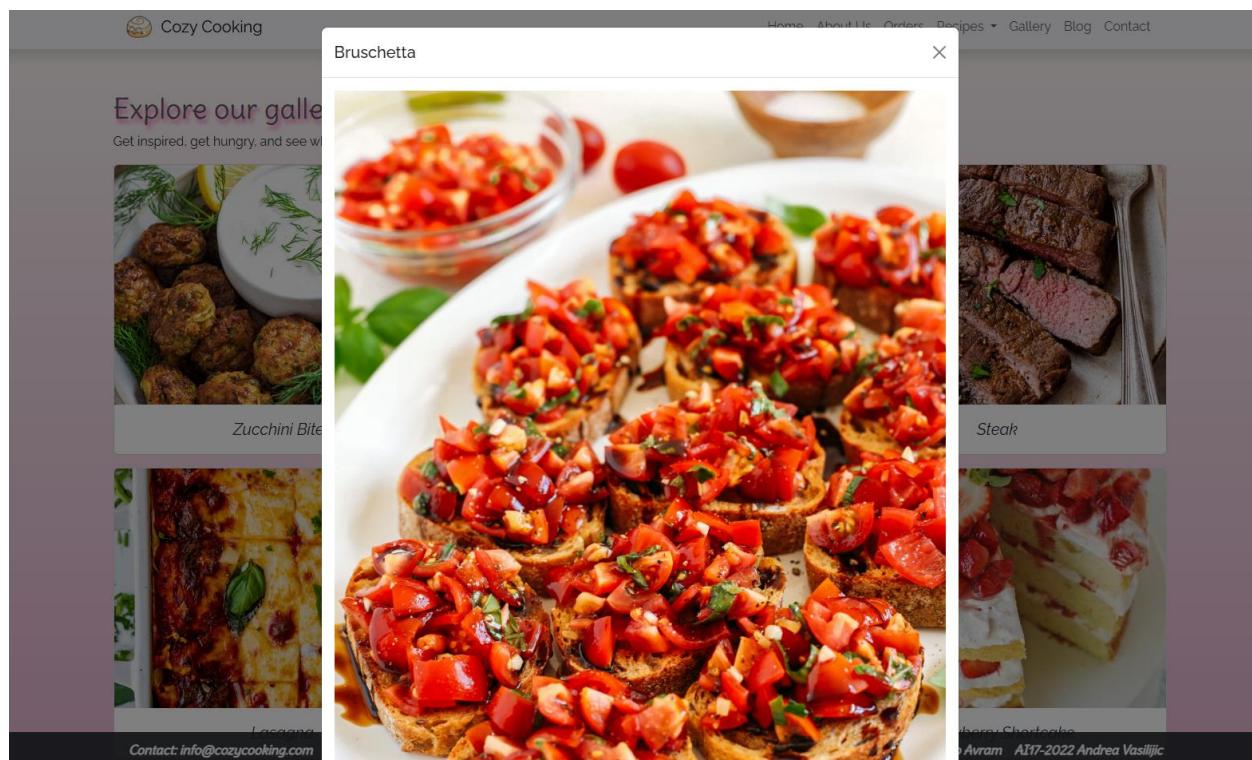 Cozy Cooking
Home About Us Orders Recipes Gallery Blog Contact
Bruschetta
Explore our galle
Get inspired, get hungry, and see w
Zucchini Bite
Steak
Lasagna
Contact: info@cozycooking.com
Avram AI17-2022 Andrea Vasilijic